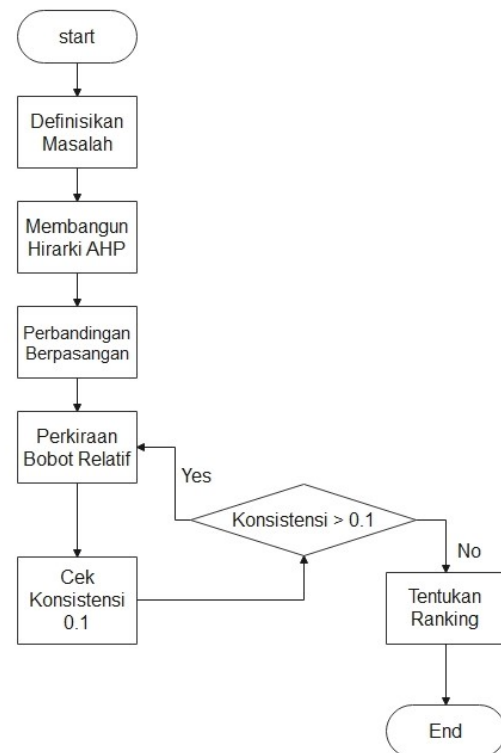 start
Definisikan
Masalah
Membangun
Hirarki AHP
Perbandingan
Berpasangan
Perkiraan
Bobot Relatif
Yes
Konsistensi > 0.1
No
Cek
Konsistensi
0.1
Tentukan
Ranking
End